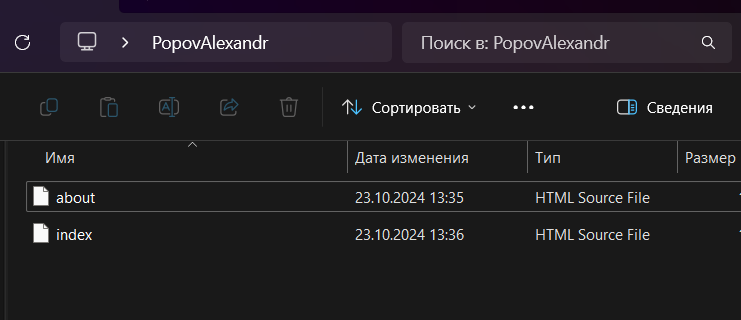 PopovAlexandr
Поиск в: PopovAlexandr
Сортировать
Сведения
Имя Дата изменения Тип Размер
about 23.10.2024 13:35 HTML Source File
index 23.10.2024 13:36 HTML Source File